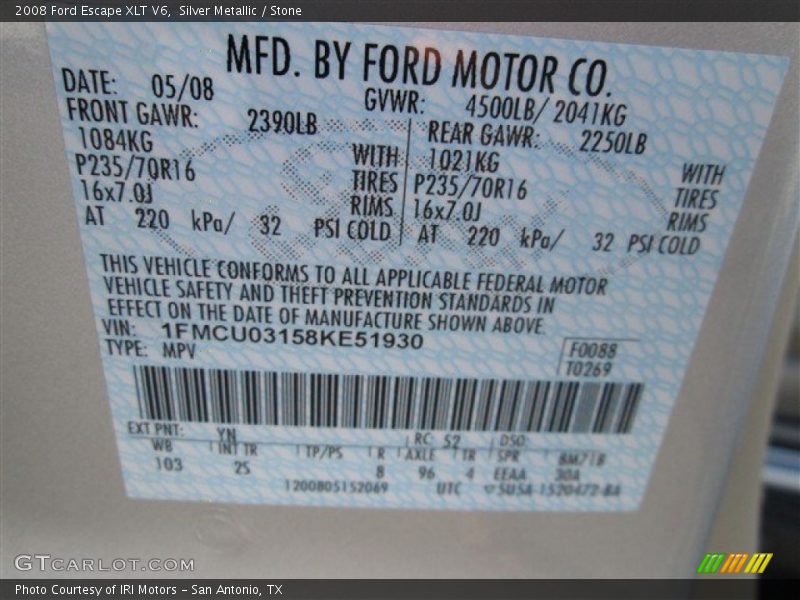 2008 Ford Escape XLT V6,  Silver Metallic / Stone
MFD. BY FORD MOTOR CO.
DATE: 05/08 GVWR: 4500LB/ 2041KG
FRONT GAWR: 2390LB REAR GAWR: 2250LB
1084KG WITH 1021KG WITH
P235/70R16 TIRES P235/70R16 TIRES
16x7.0J RIMS 16x7.0J RIMS
AT 220 kPa/ 32 PSI COLD AT 220 kPa/ 32 PSI COLD
THIS VEHICLE CONFORMS TO ALL APPLICABLE FEDERAL MOTOR
VEHICLE SAFETY AND THEFT PREVENTION STANDARDS IN
EFFECT ON THE DATE OF MANUFACTURE SHOWN ABOVE.
VIN: 1FMCU03158KE51930
TYPE: MPV
F0088
T0269
EXT PNT: YN RC: 52 DSO:
WB INT TR TP/PS R AXLE TR SPR
103 25 8 96 4 EEAA
1200805152069 UTC
GTCARLOT.COM
Photo Courtesy of IRI Motors – San Antonio, TX